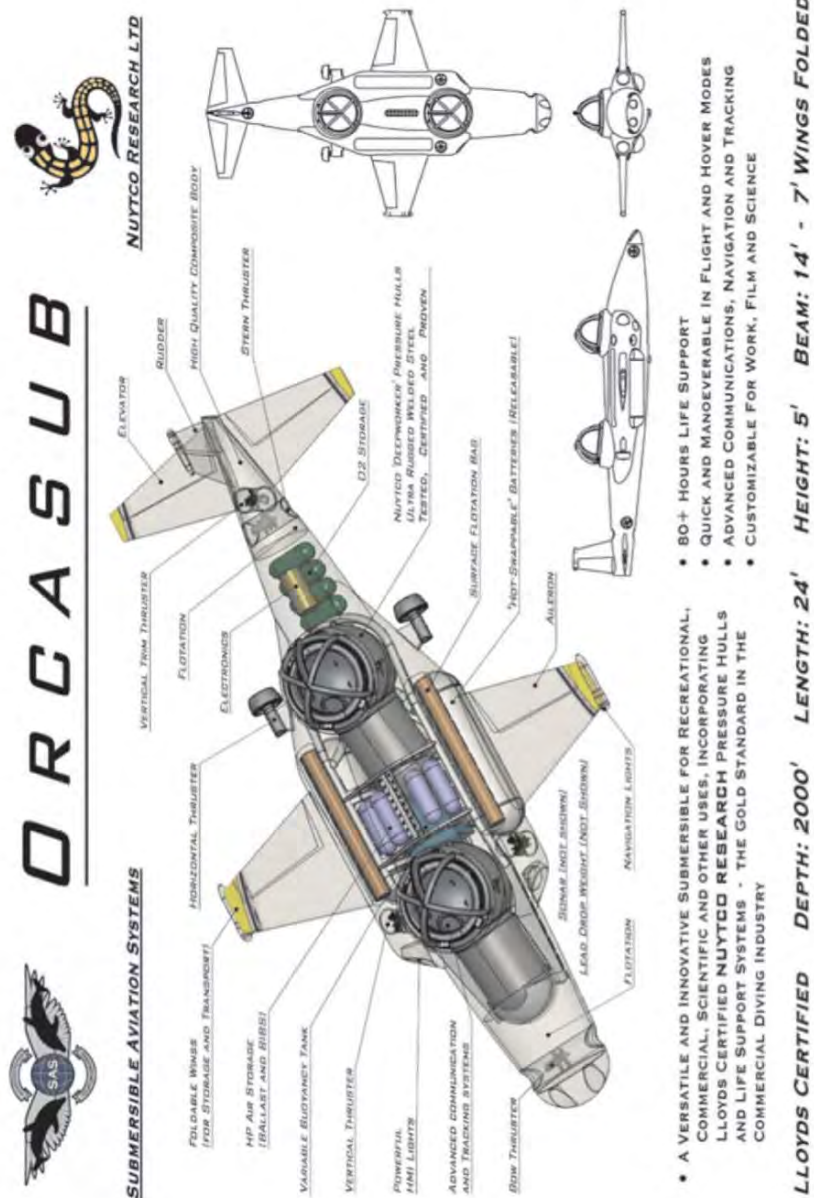 ORCASUB
SAS
SUBMERSIBLE AVIATION SYSTEMS
NUYTCO RESEARCH LTD
FOLDABLE WINGS
(FOR STORAGE AND TRANSPORT)
HP AIR STORAGE
(BALLAST AND BIBS)
VARIABLE BUOYANCY TANK
VERTICAL THRUSTER
POWERFUL
HMI LIGHTS
ADVANCED COMMUNICATION
AND TRACKING SYSTEMS
BOW THRUSTER
HORIZONTAL THRUSTER
VERTICAL TRIM THRUSTER
FLOTATION
ELECTRONICS
ELEVATOR
RUDDER
HIGH QUALITY COMPOSITE BODY
STERN THRUSTER
O2 STORAGE
NUYTCO 'DEEPWORKER' PRESSURE HULLS
ULTRA RUGGED WELDED STEEL
TESTED, CERTIFIED AND PROVEN
SURFACE FLOTATION BAG
'HOT-SWAPPABLE' BATTERIES (RELEASABLE)
AILERON
NAVIGATION LIGHTS
SONAR (NOT SHOWN)
LEAD DROP WEIGHT (NOT SHOWN)
FLOTATION
• A VERSATILE AND INNOVATIVE SUBMERSIBLE FOR RECREATIONAL,
COMMERCIAL, SCIENTIFIC AND OTHER USES, INCORPORATING
LLOYDS CERTIFIED NUYTCO RESEARCH PRESSURE HULLS
AND LIFE SUPPORT SYSTEMS - THE GOLD STANDARD IN THE
COMMERCIAL DIVING INDUSTRY
• 80+ HOURS LIFE SUPPORT
• QUICK AND MANOEVERABLE IN FLIGHT AND HOVER MODES
• ADVANCED COMMUNICATIONS, NAVIGATION AND TRACKING
• CUSTOMIZABLE FOR WORK, FILM AND SCIENCE
LLOYDS CERTIFIED DEPTH: 2000' LENGTH: 24' HEIGHT: 5' BEAM: 14' - 7' WINGS FOLDED